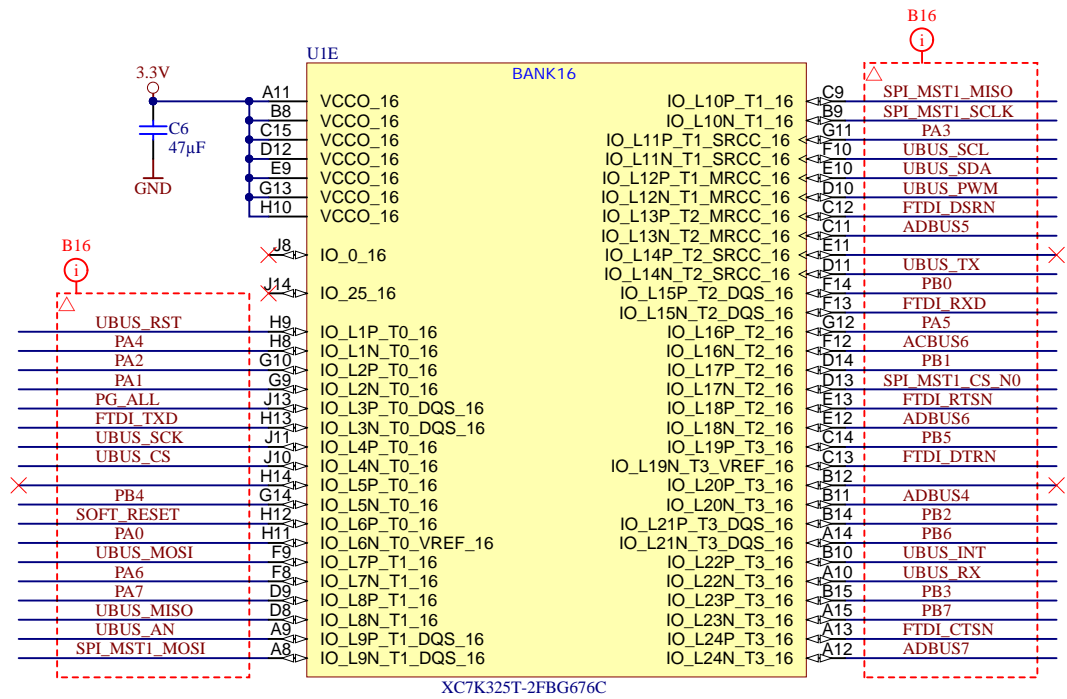 B16
i
U1E
BANK16
3.3V
C6
47µF
GND
A11 VCCO_16
B8 VCCO_16
C15 VCCO_16
D12 VCCO_16
E9 VCCO_16
G13 VCCO_16
H10 VCCO_16
J8 IO_0_16
J14 IO_25_16
B16
i
UBUS_RST H9 IO_L1P_T0_16
PA4 H8 IO_L1N_T0_16
PA2 G10 IO_L2P_T0_16
PA1 G9 IO_L2N_T0_16
PG_ALL J13 IO_L3P_T0_DQS_16
FTDI_TXD H13 IO_L3N_T0_DQS_16
UBUS_SCK J11 IO_L4P_T0_16
UBUS_CS J10 IO_L4N_T0_16
H14 IO_L5P_T0_16
PB4 G14 IO_L5N_T0_16
SOFT_RESET H12 IO_L6P_T0_16
PA0 H11 IO_L6N_T0_VREF_16
UBUS_MOSI F9 IO_L7P_T1_16
PA6 F8 IO_L7N_T1_16
PA7 D9 IO_L8P_T1_16
UBUS_MISO D8 IO_L8N_T1_16
UBUS_AN A9 IO_L9P_T1_DQS_16
SPI_MST1_MOSI A8 IO_L9N_T1_DQS_16
IO_L10P_T1_16 C9 SPI_MST1_MISO
IO_L10N_T1_16 B9 SPI_MST1_SCLK
IO_L11P_T1_SRCC_16 G11 PA3
IO_L11N_T1_SRCC_16 F10 UBUS_SCL
IO_L12P_T1_MRCC_16 E10 UBUS_SDA
IO_L12N_T1_MRCC_16 D10 UBUS_PWM
IO_L13P_T2_MRCC_16 C12 FTDI_DSRN
IO_L13N_T2_MRCC_16 C11 ADBUS5
IO_L14P_T2_SRCC_16 E11
IO_L14N_T2_SRCC_16 D11 UBUS_TX
IO_L15P_T2_DQS_16 F14 PB0
IO_L15N_T2_DQS_16 F13 FTDI_RXD
IO_L16P_T2_16 G12 PA5
IO_L16N_T2_16 F12 ACBUS6
IO_L17P_T2_16 D14 PB1
IO_L17N_T2_16 D13 SPI_MST1_CS_N0
IO_L18P_T2_16 E13 FTDI_RTSN
IO_L18N_T2_16 E12 ADBUS6
IO_L19P_T3_16 C14 PB5
IO_L19N_T3_VREF_16 C13 FTDI_DTRN
IO_L20P_T3_16 B12
IO_L20N_T3_16 B11 ADBUS4
IO_L21P_T3_DQS_16 B14 PB2
IO_L21N_T3_DQS_16 A14 PB6
IO_L22P_T3_16 B10 UBUS_INT
IO_L22N_T3_16 A10 UBUS_RX
IO_L23P_T3_16 B15 PB3
IO_L23N_T3_16 A15 PB7
IO_L24P_T3_16 A13 FTDI_CTSN
IO_L24N_T3_16 A12 ADBUS7
XC7K325T-2FBG676C